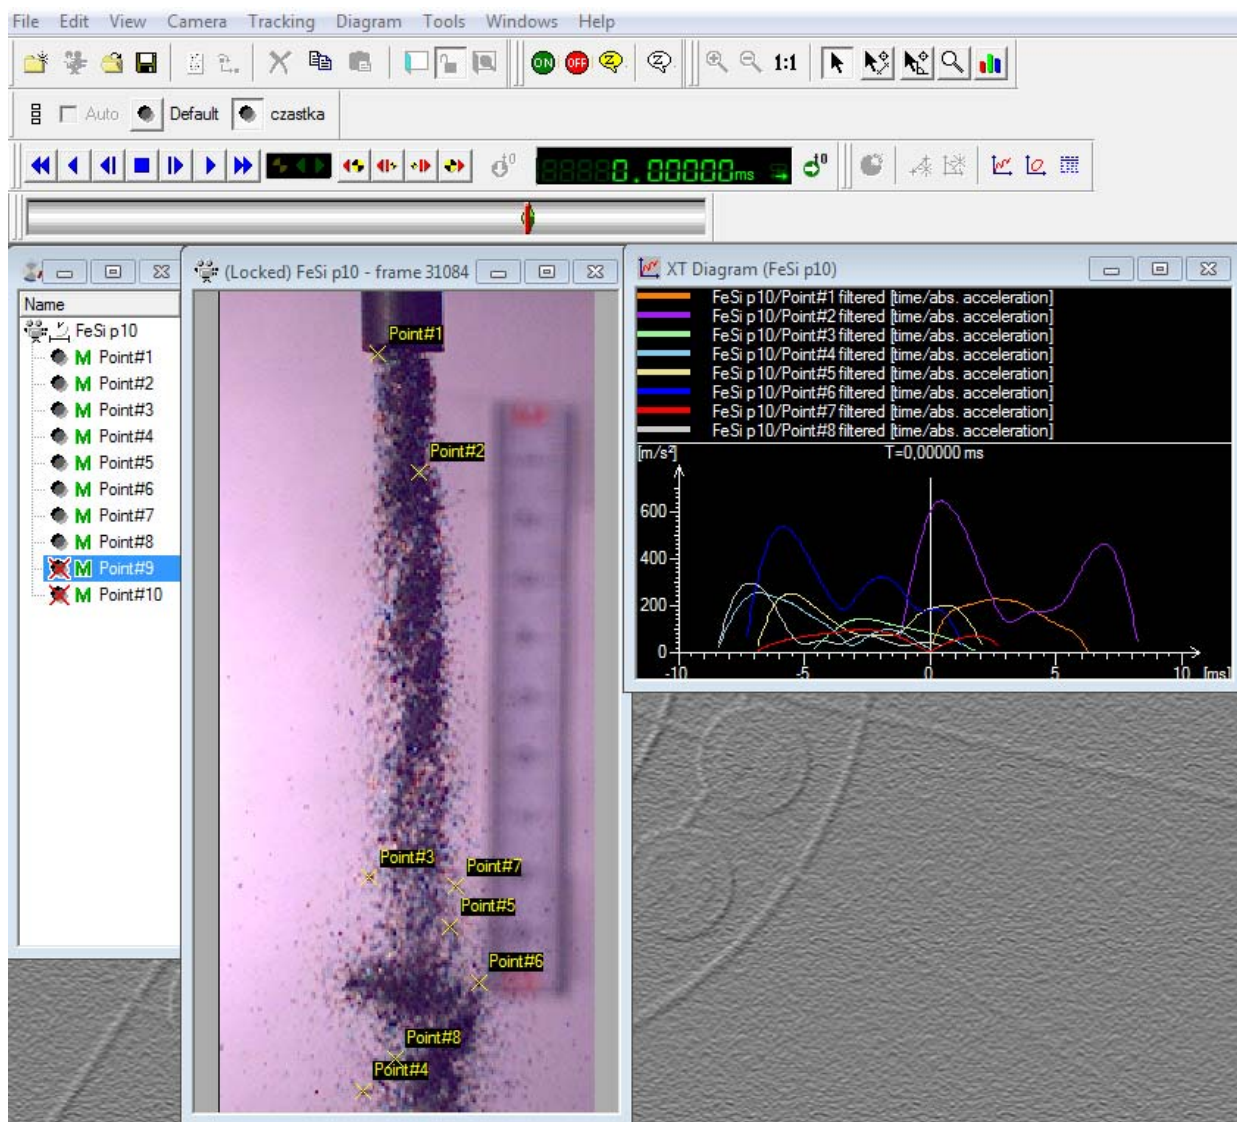 File Edit View Camera Tracking Diagram Tools Windows Help
ON OFF Z Z 1:1
Auto Default czastka
0.00000ms
(Locked) FeSi p10 - frame 31084
XT Diagram (FeSi p10)
Name
FeSi p10
M Point#1
M Point#2
M Point#3
M Point#4
M Point#5
M Point#6
M Point#7
M Point#8
M Point#9
M Point#10
Point#1
Point#2
Point#3
Point#7
Point#5
Point#6
Point#8
Point#4
FeSi p10/Point#1 filtered [time/abs. acceleration]
FeSi p10/Point#2 filtered [time/abs. acceleration]
FeSi p10/Point#3 filtered [time/abs. acceleration]
FeSi p10/Point#4 filtered [time/abs. acceleration]
FeSi p10/Point#5 filtered [time/abs. acceleration]
FeSi p10/Point#6 filtered [time/abs. acceleration]
FeSi p10/Point#7 filtered [time/abs. acceleration]
FeSi p10/Point#8 filtered [time/abs. acceleration]
[m/s²] T=0,00000 ms
600
400
200
0
-10 -5 0 5 10 [ms]